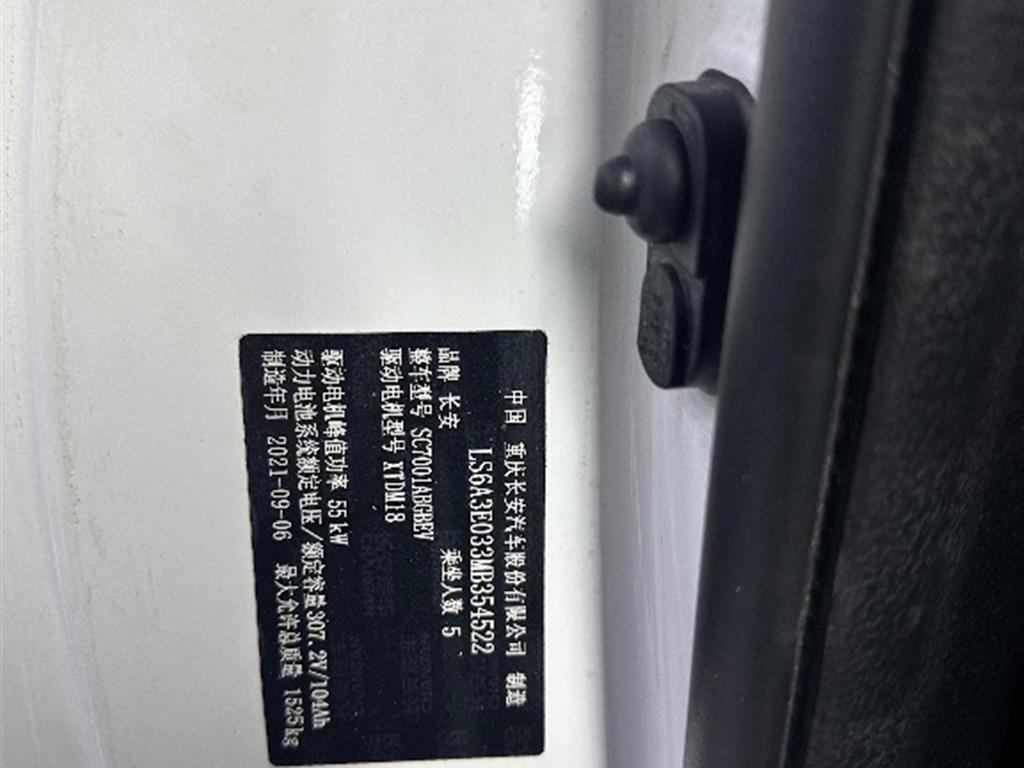 中国 重庆长安汽车股份有限公司 制造
LS6A3E033MB354522
品牌 长安 乘坐人数 5
整车型号 SC7001ABGBEV
驱动电机型号 XTDM18
驱动电机峰值功率 55 kW
动力电池系统额定电压/额定容量307.2V/104Ah
制造年月 2021-09-06 最大允许总质量 1525kg